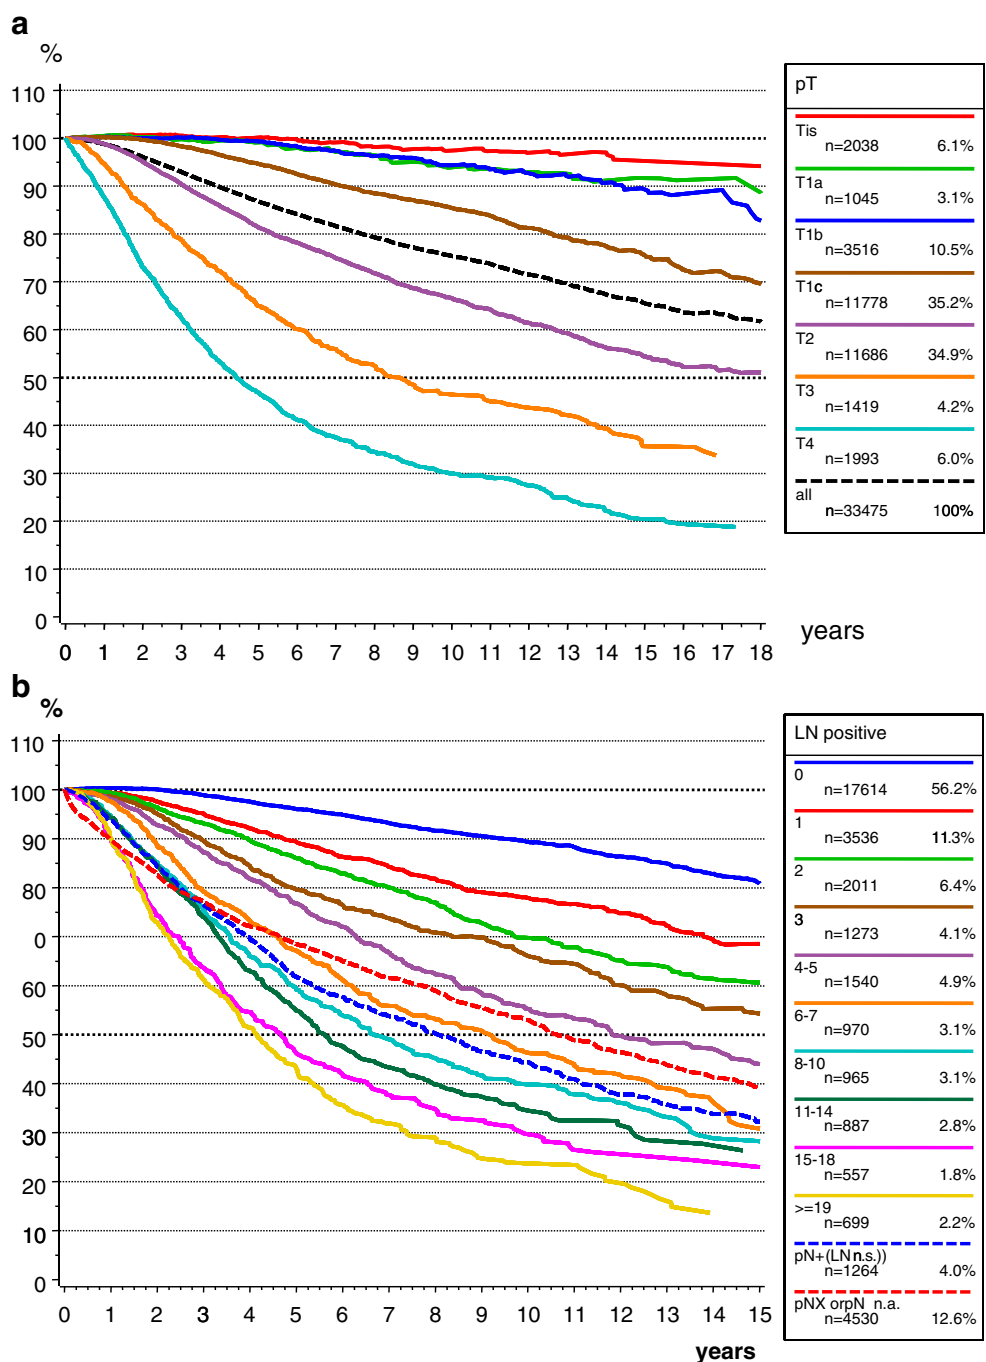 a
%
110
100
90
80
70
60
50
40
30
20
10
0
0 1 2 3 4 5 6 7 8 9 10 11 12 13 14 15 16 17 18
years
pT
Tis
n=2038 6.1%
T1a
n=1045 3.1%
T1b
n=3516 10.5%
T1c
n=11778 35.2%
T2
n=11686 34.9%
T3
n=1419 4.2%
T4
n=1993 6.0%
all
n=33475 100%
b
%
110
100
90
80
0
60
50
40
30
20
10
0
0 1 2 3 4 5 6 7 8 9 10 11 12 13 14 15
years
LN positive
0
n=17614 56.2%
1
n=3536 11.3%
2
n=2011 6.4%
3
n=1273 4.1%
4-5
n=1540 4.9%
6-7
n=970 3.1%
8-10
n=965 3.1%
11-14
n=887 2.8%
15-18
n=557 1.8%
>=19
n=699 2.2%
pN+(LN n.s.))
n=1264 4.0%
pNX orpN n.a.
n=4530 12.6%